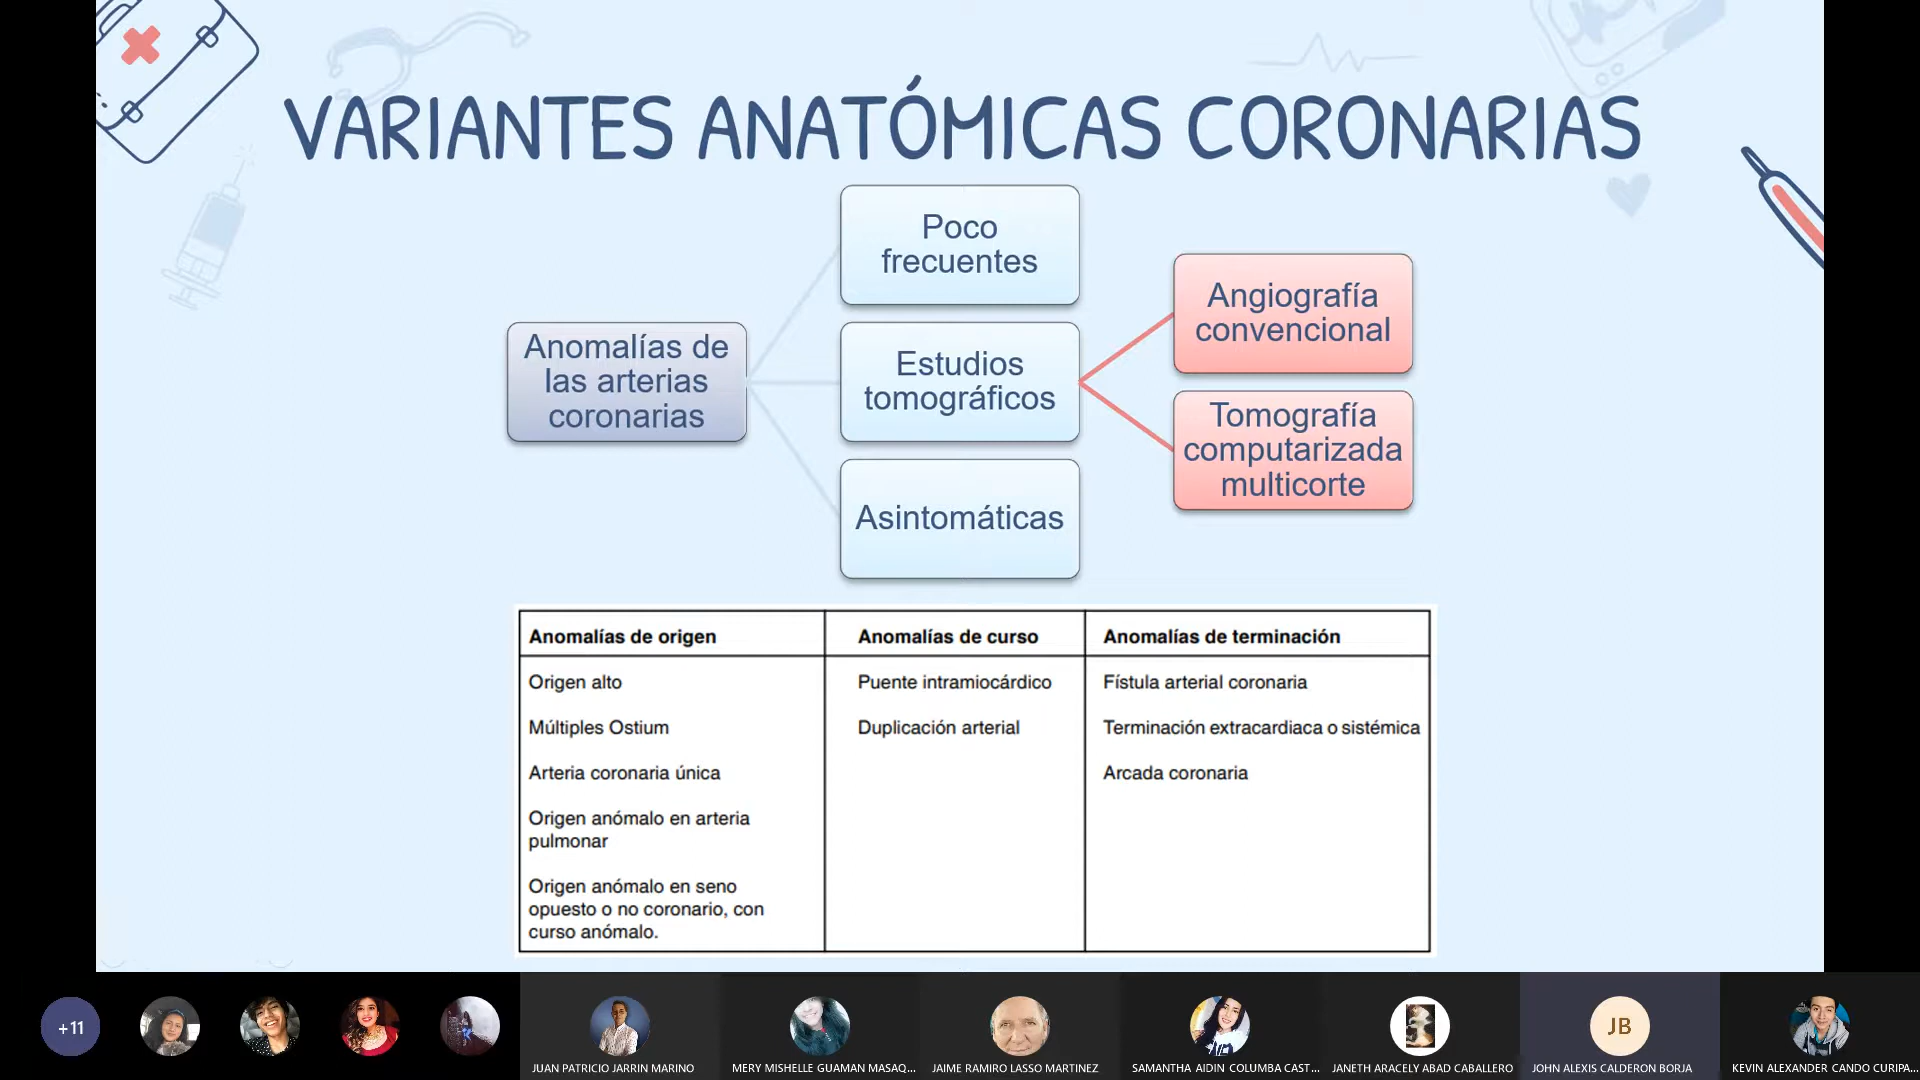 VARIANTES ANATÓMICAS CORONARIAS
Poco
frecuentes
Angiografía
convencional
Anomalías de
las arterias
coronarias
Estudios
tomográficos
Tomografía
computarizada
multicorte
Asintomáticas
Anomalías de origen
Anomalías de curso
Anomalías de terminación
Origen alto
Puente intramiocárdico
Fístula arterial coronaria
Múltiples Ostium
Duplicación arterial
Terminación extracardiaca o sistémica
Arteria coronaria única
Arcada coronaria
Origen anómalo en arteria
pulmonar
Origen anómalo en seno
opuesto o no coronario, con
curso anómalo.
+11
JB
JUAN PATRICIO JARRIN MARINO
MERY MISHELLE GUAMAN MASAQ...
JAIME RAMIRO LASSO MARTINEZ
SAMANTHA AIDIN COLUMBA CAST...
JANETH ARACELY ABAD CABALLERO
JOHN ALEXIS CALDERON BORJA
KEVIN ALEXANDER CANDO CURIPA...